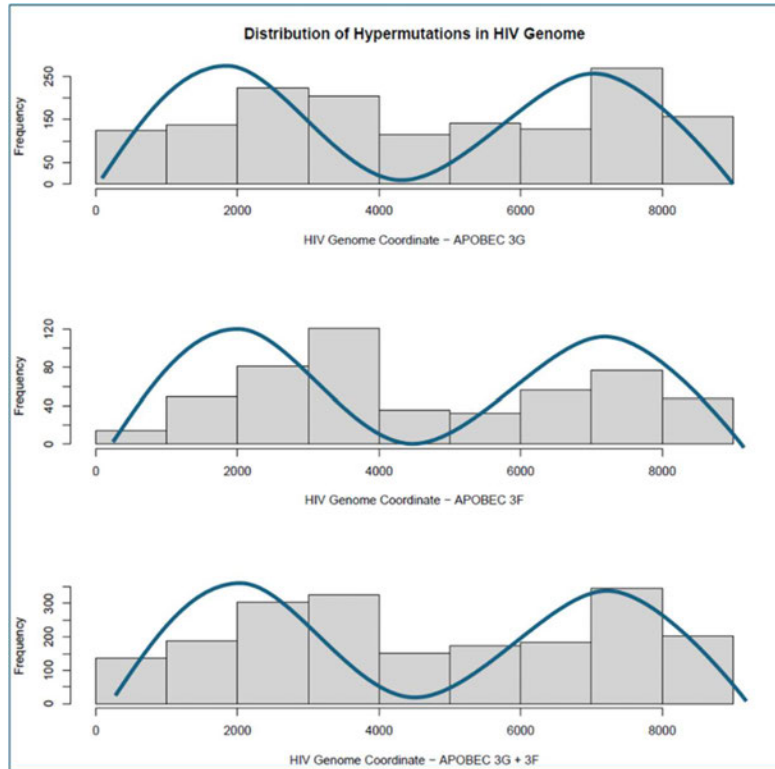 Distribution of Hypermutations in HIV Genome
Frequency
250
150
50
0
0 2000 4000 6000 8000
HIV Genome Coordinate − APOBEC 3G
Frequency
120
80
40
0
0 2000 4000 6000 8000
HIV Genome Coordinate − APOBEC 3F
Frequency
300
200
100
0
0 2000 4000 6000 8000
HIV Genome Coordinate − APOBEC 3G + 3F